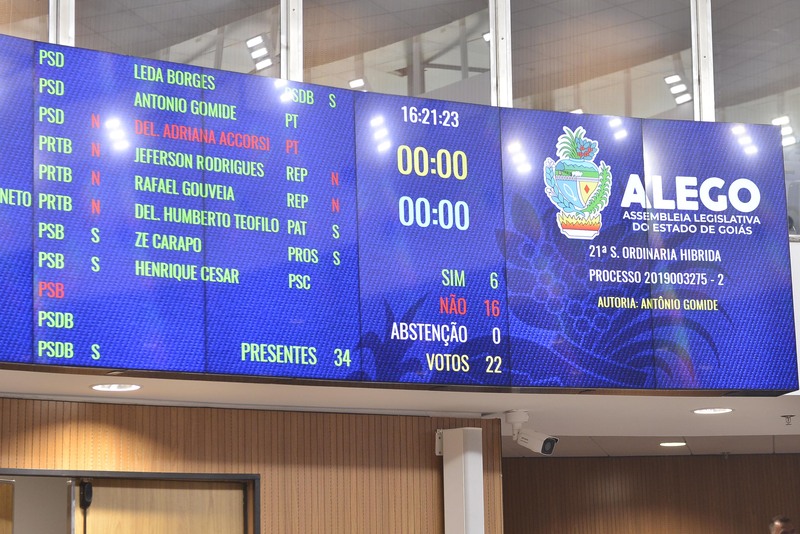 PSD
PSD
PSD N
PRTB N
PRTB N
NETO PRTB N
PSB S
PSB S
PSB
PSDB
PSDB S
LEDA BORGES PSDB S
ANTONIO GOMIDE PT
DEL. ADRIANA ACCORSI PT
JEFERSON RODRIGUES REP N
RAFAEL GOUVEIA REP N
DEL. HUMBERTO TEOFILO PAT S
ZE CARAPO PROS S
HENRIQUE CESAR PSC
PRESENTES 34
16:21:23
00:00
00:00
SIM 6
NÃO 16
ABSTENÇÃO 0
VOTOS 22
ALEGO
ASSEMBLEIA LEGISLATIVA
DO ESTADO DE GOIÁS
21ª S. ORDINARIA HIBRIDA
PROCESSO 2019003275 - 2
AUTORIA: ANTÔNIO GOMIDE